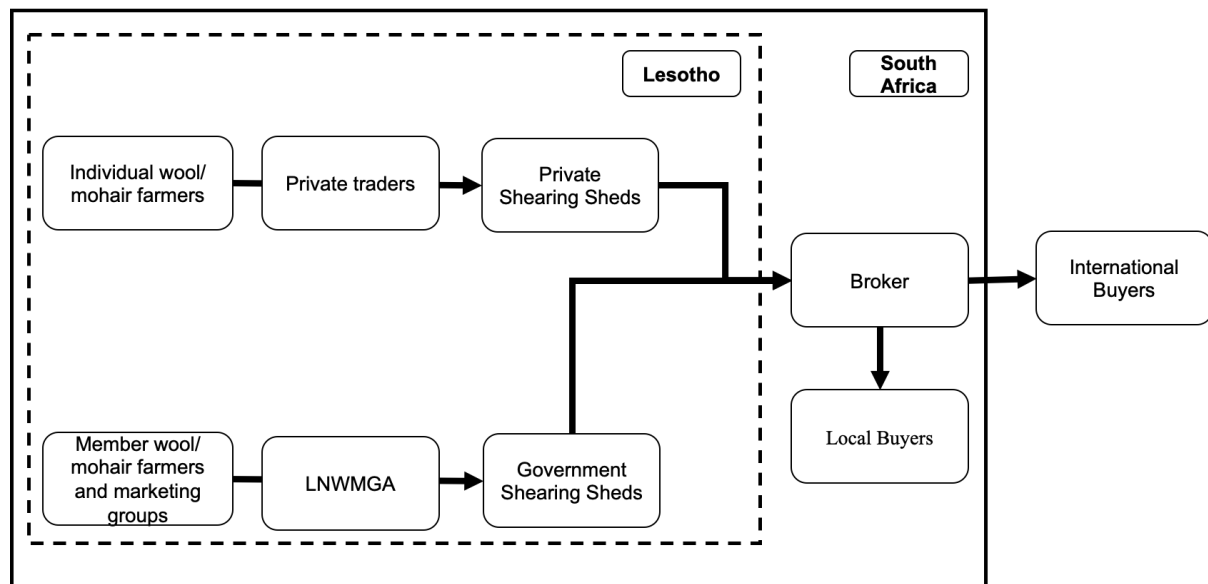 Lesotho
South
Africa
Individual wool/
mohair farmers
Private traders
Private
Shearing Sheds
Broker
International
Buyers
Member wool/
mohair farmers
and marketing
groups
LNWMGA
Government
Shearing Sheds
Local Buyers